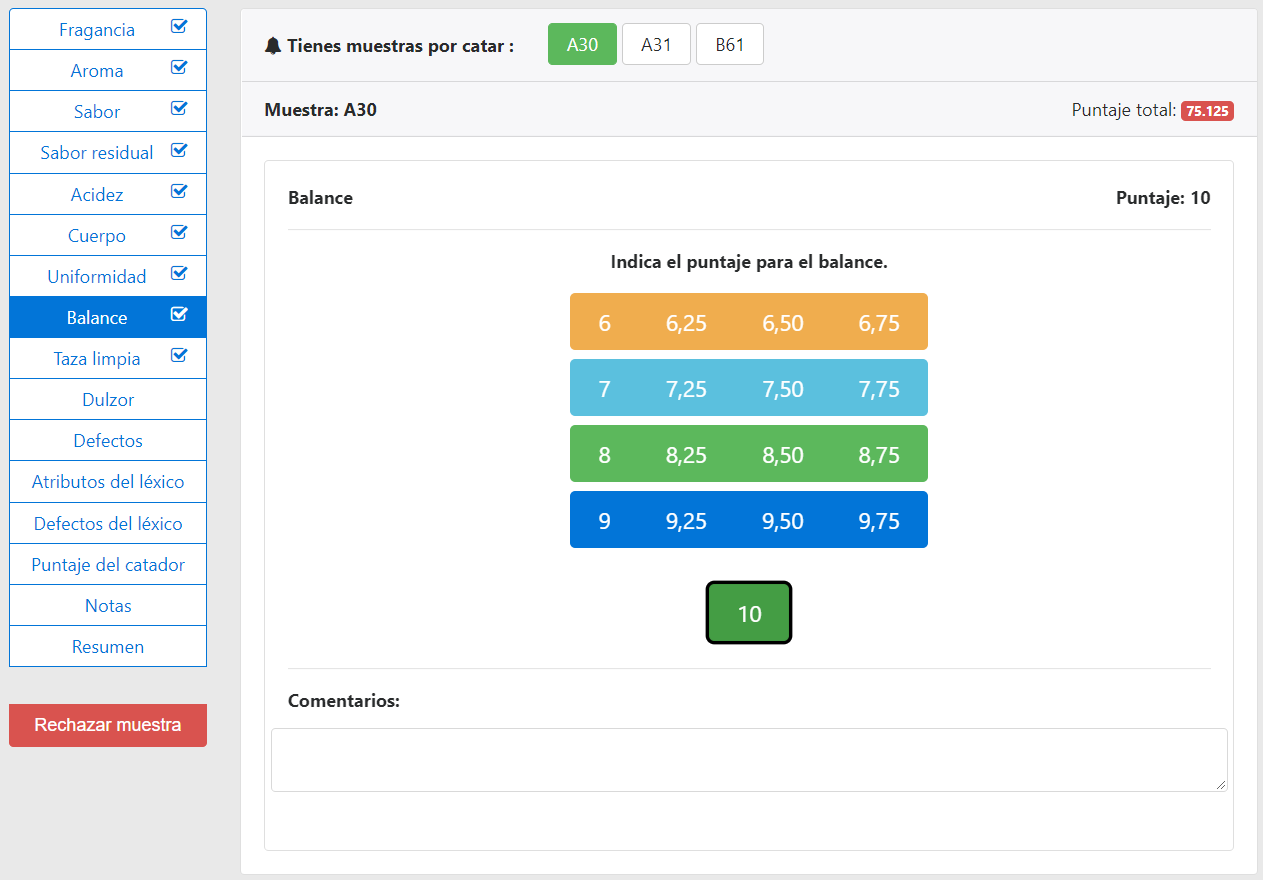 Fragancia
Aroma
Sabor
Sabor residual
Acidez
Cuerpo
Uniformidad
Balance
Taza limpia
Dulzor
Defectos
Atributos del léxico
Defectos del léxico
Puntaje del catador
Notas
Resumen
Rechazar muestra
Tienes muestras por catar : A30 A31 B61
Muestra: A30 Puntaje total: 75.125
Balance Puntaje: 10
Indica el puntaje para el balance.
6 6,25 6,50 6,75
7 7,25 7,50 7,75
8 8,25 8,50 8,75
9 9,25 9,50 9,75
10
Comentarios: